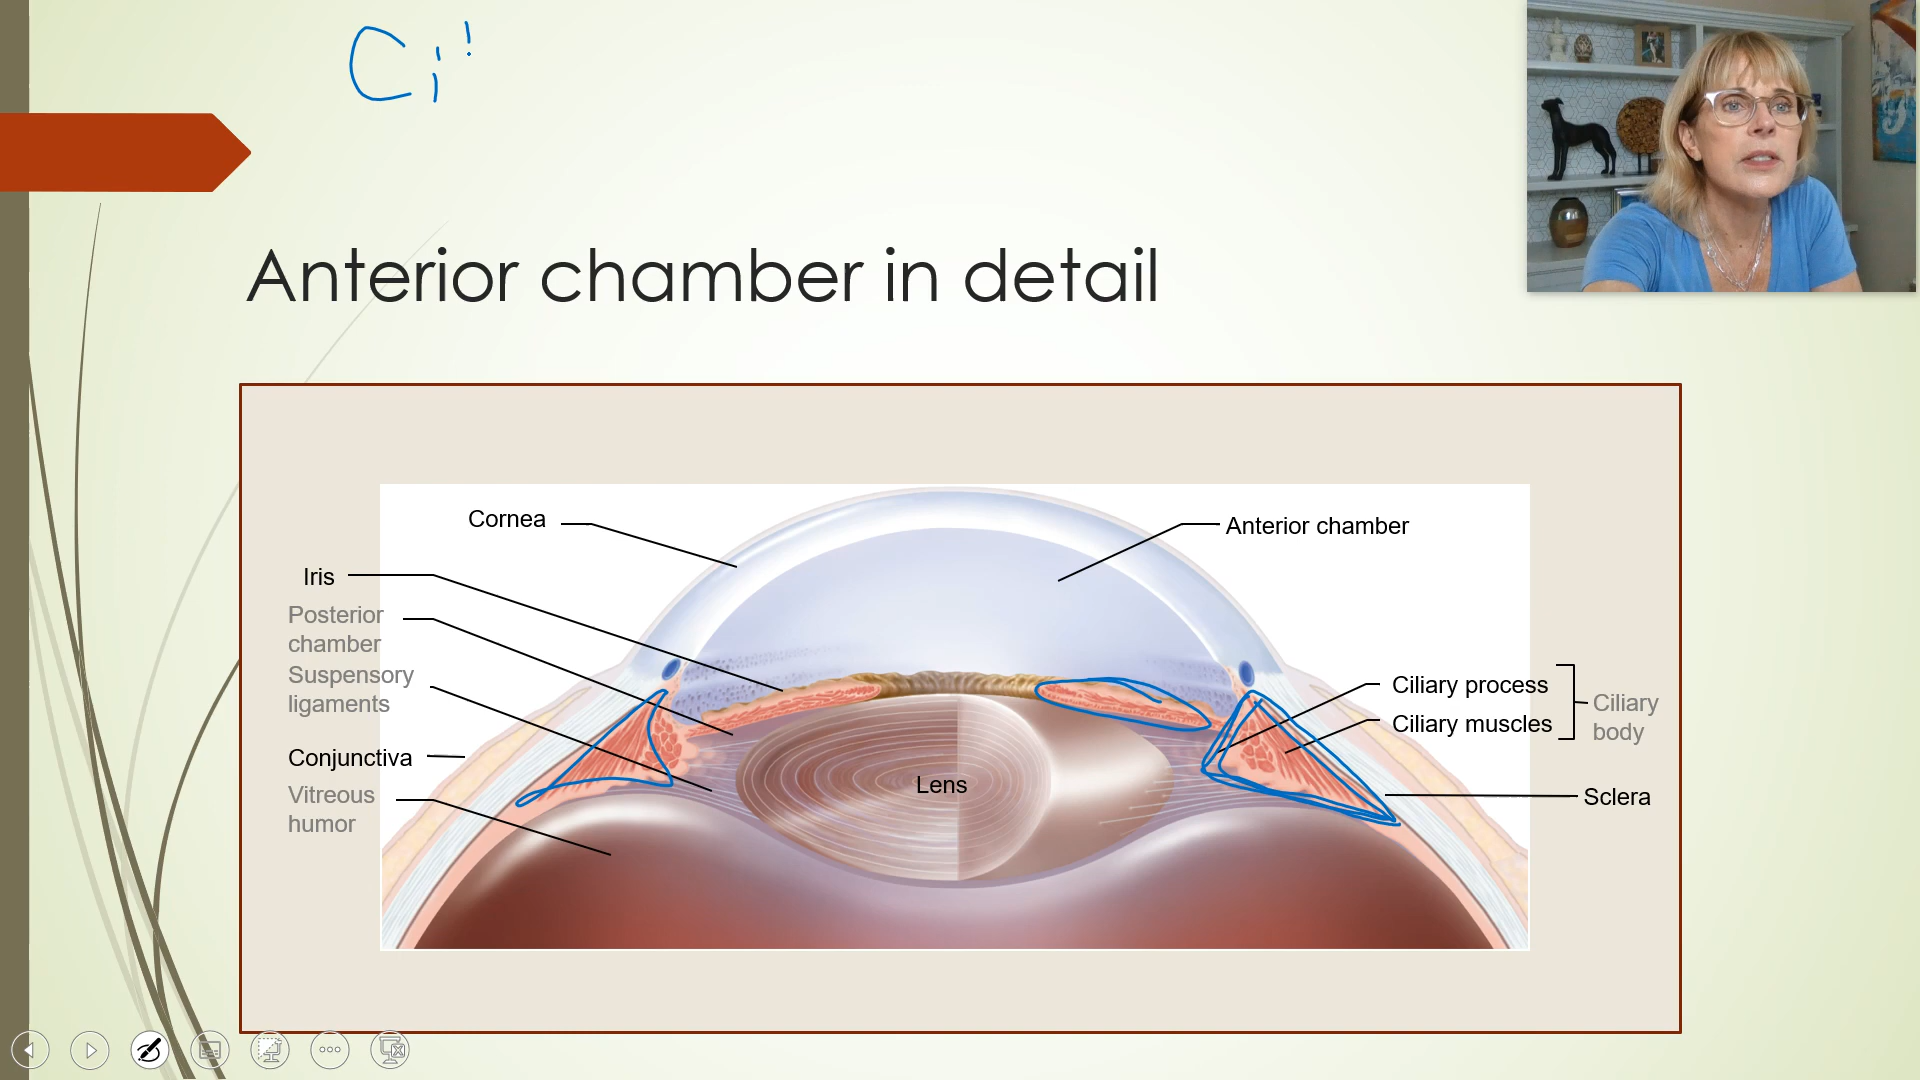 Ci'
Anterior chamber in detail
Cornea
Anterior chamber
Iris
Posterior
chamber
Suspensory
ligaments
Ciliary process
Ciliary muscles
Ciliary
body
Conjunctiva
Vitreous
humor
Lens
Sclera